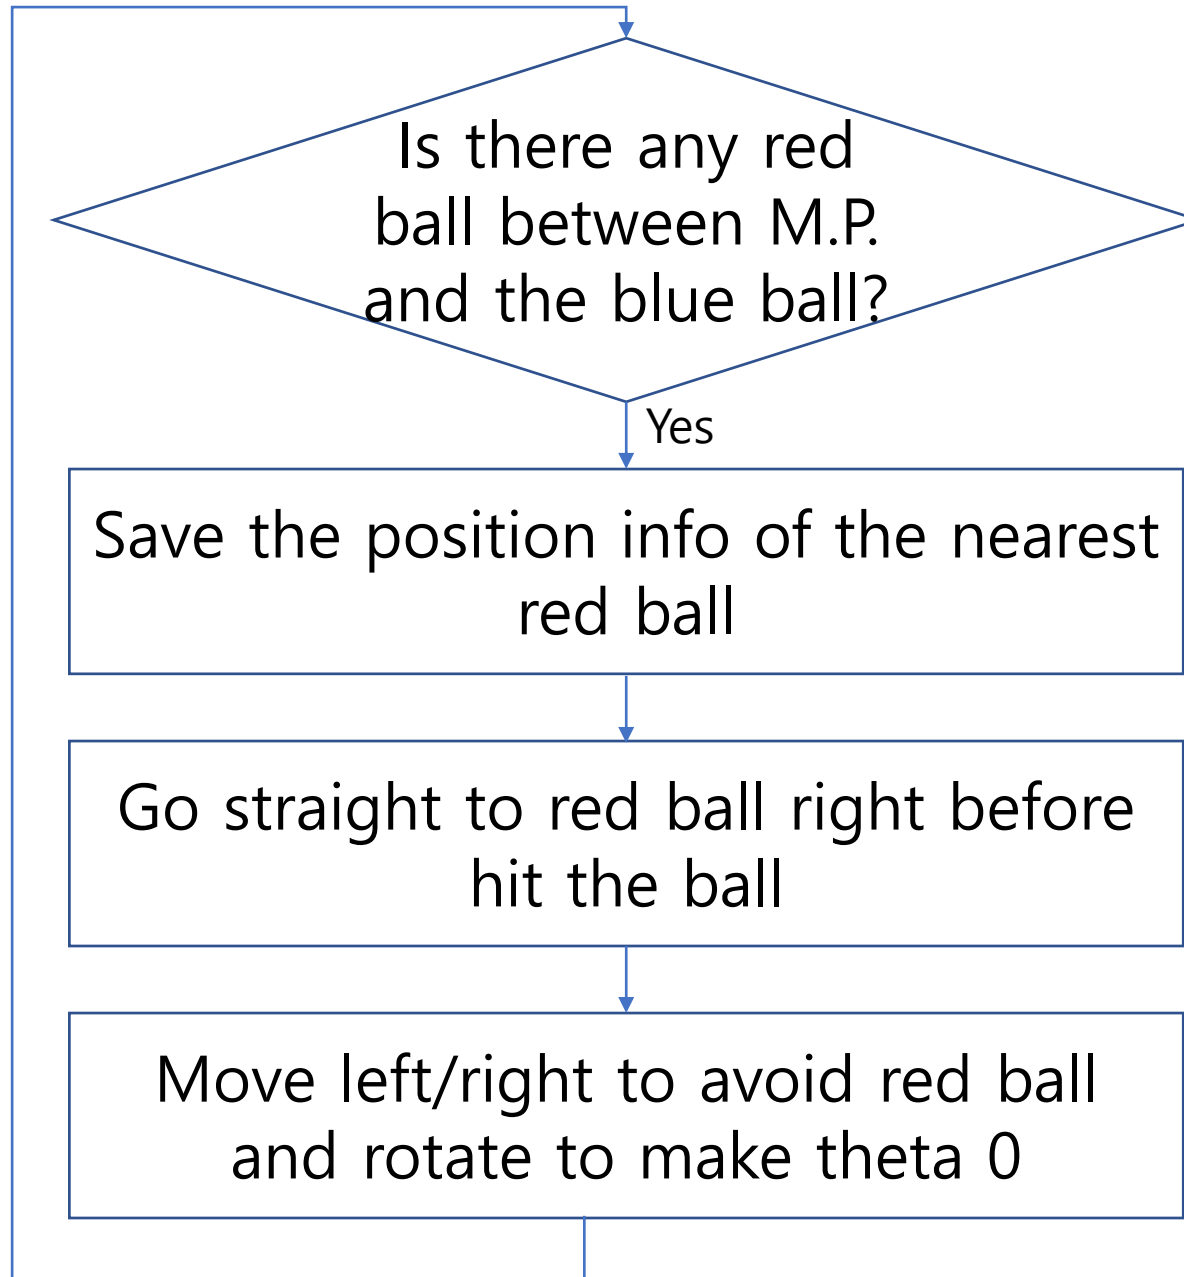 Is there any red
ball between M.P.
and the blue ball?
Yes
Save the position info of the nearest
red ball
Go straight to red ball right before
hit the ball
Move left/right to avoid red ball
and rotate to make theta 0